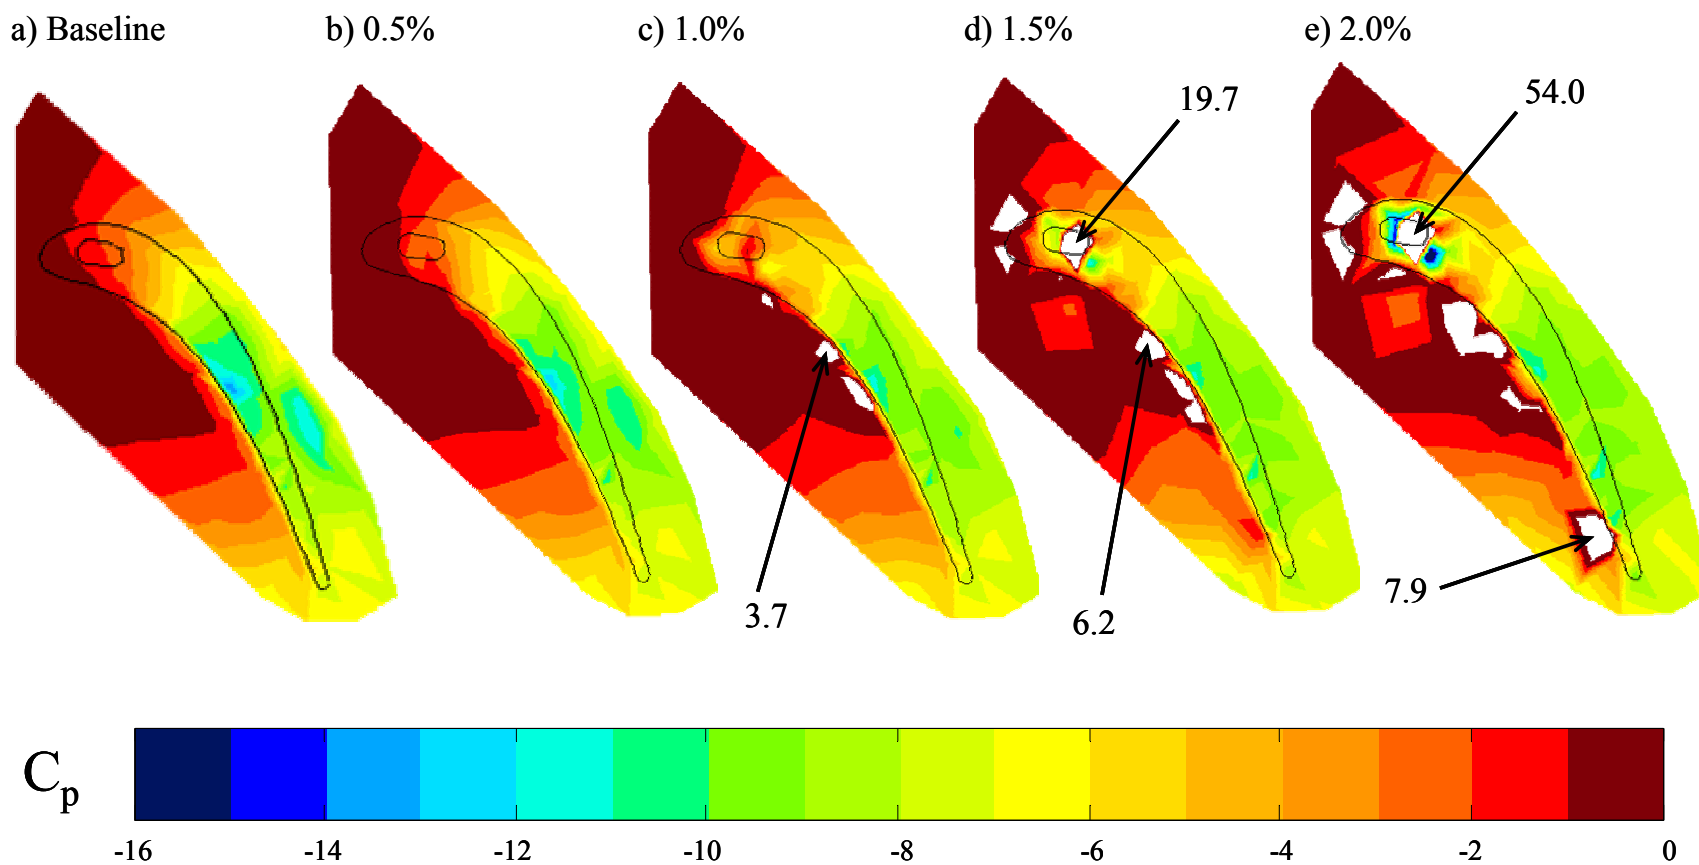 a) Baseline
b) 0.5%
c) 1.0%
d) 1.5%
e) 2.0%
19.7
54.0
3.7
6.2
7.9
Cp
-16 -14 -12 -10 -8 -6 -4 -2 0